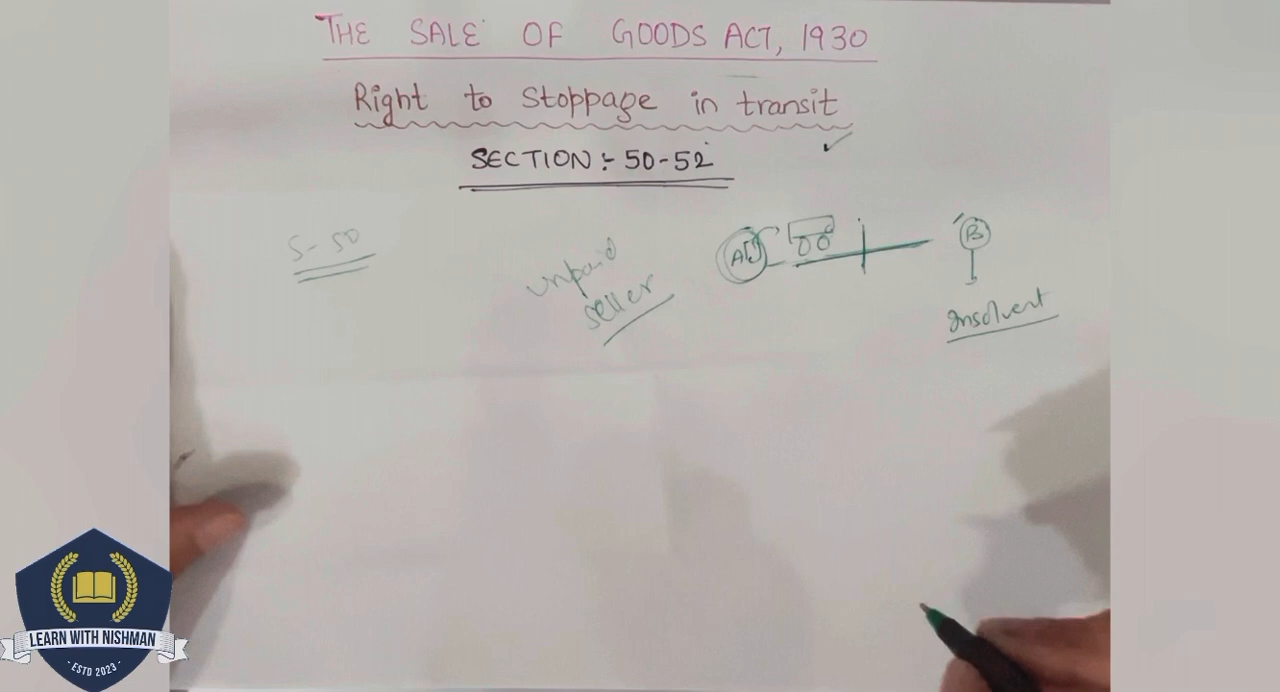 THE SALE OF GOODS ACT, 1930
Right to Stoppage in transit
SECTION:- 50-52
S-50
unpaid
seller
A
B
Insolvent
LEARN WITH NISHMAN
· ESTD 2023 ·